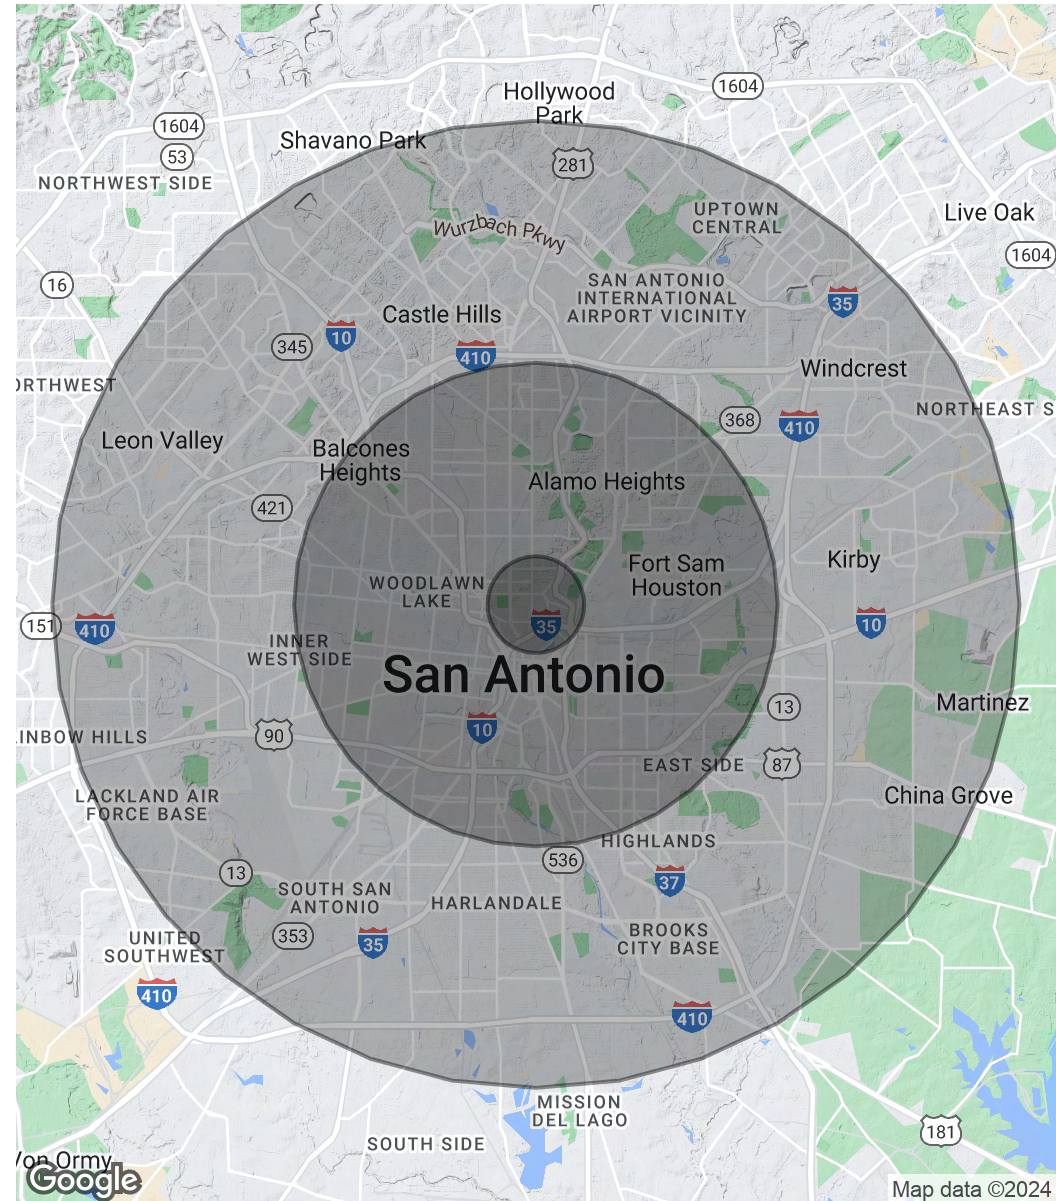 Hollywood
Park
1604
1604
Shavano Park
53
281
NORTHWEST SIDE
UPTOWN
CENTRAL
Live Oak
Wurzbach Pkwy
1604
16
SAN ANTONIO
INTERNATIONAL
AIRPORT VICINITY
35
Castle Hills
10
345
410
Windcrest
ORTHWEST
NORTHEAST S
368
410
Leon Valley
Balcones
Heights
Alamo Heights
421
Fort Sam
Houston
Kirby
WOODLAWN
LAKE
151
410
35
10
INNER
WEST SIDE
San Antonio
13
Martinez
10
90
INBOW HILLS
EAST SIDE
87
LACKLAND AIR
FORCE BASE
China Grove
HIGHLANDS
536
13
37
SOUTH SAN
ANTONIO
HARLANDALE
353
35
BROOKS
CITY BASE
UNITED
SOUTHWEST
410
410
MISSION
DEL LAGO
181
SOUTH SIDE
Von Ormy
Google
Map data ©2024